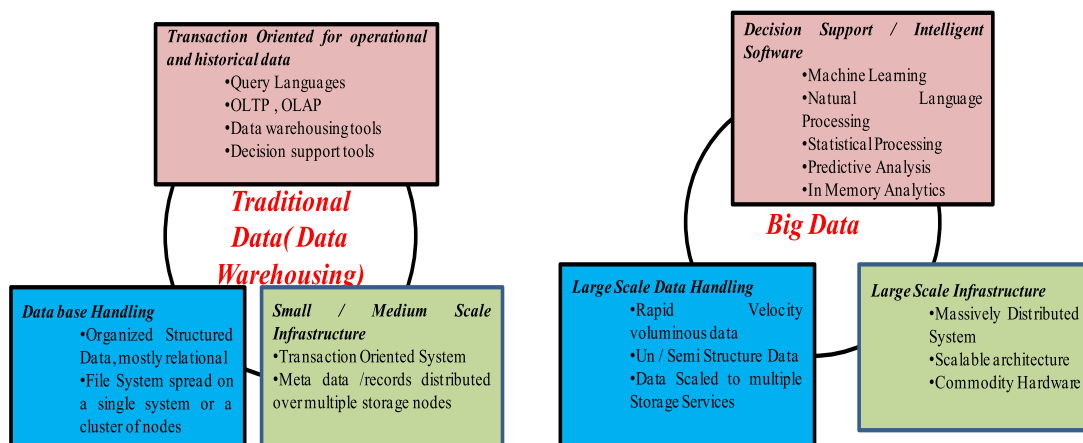 Transaction Oriented for operational
and historical data
•Query Languages
•OLTP , OLAP
•Data warehousing tools
•Decision support tools
Traditional
Data( Data
Warehousing)
Data base Handling
•Organized Structured
Data, mostly relational
•File System spread on
a single system or a
cluster of nodes
Small / Medium Scale
Infrastructure
•Transaction Oriented System
•Meta data /records distributed
over multiple storage nodes
Decision Support / Intelligent
Software
•Machine Learning
•Natural Language
Processing
•Statistical Processing
•Predictive Analysis
•In Memory Analytics
Big Data
Large Scale Data Handling
•Rapid Velocity
voluminous data
•Un / Semi Structure Data
•Data Scaled to multiple
Storage Services
Large Scale Infrastructure
•Massively Distributed
System
•Scalable architecture
•Commodity Hardware